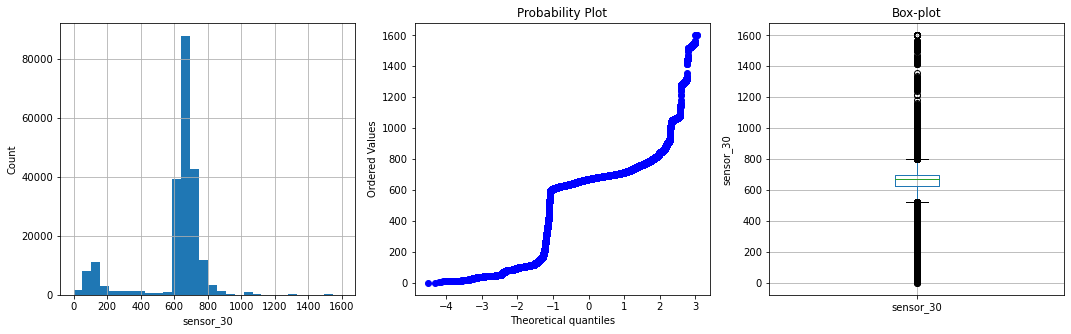 80000
60000
40000
20000
0
Count
0 200 400 600 800 1000 1200 1400 1600
sensor_30
Probability Plot
1600
1400
1200
1000
800
600
400
200
0
Ordered Values
−4 −3 −2 −1 0 1 2 3
Theoretical quantiles
Box-plot
1600
1400
1200
1000
800
600
400
200
0
sensor_30
sensor_30